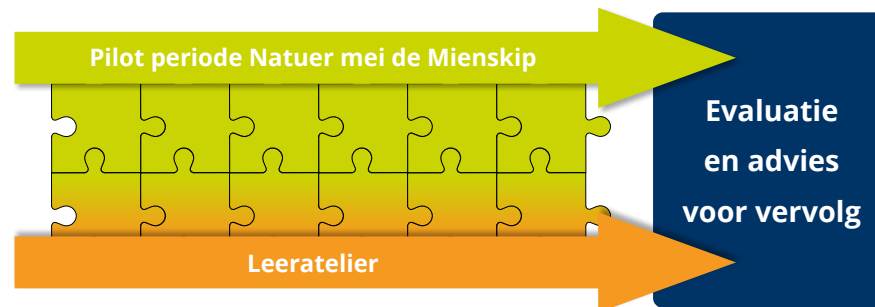 Pilot periode Natuer mei de Mienskip
Evaluatie
en advies
voor vervolg
Leeratelier